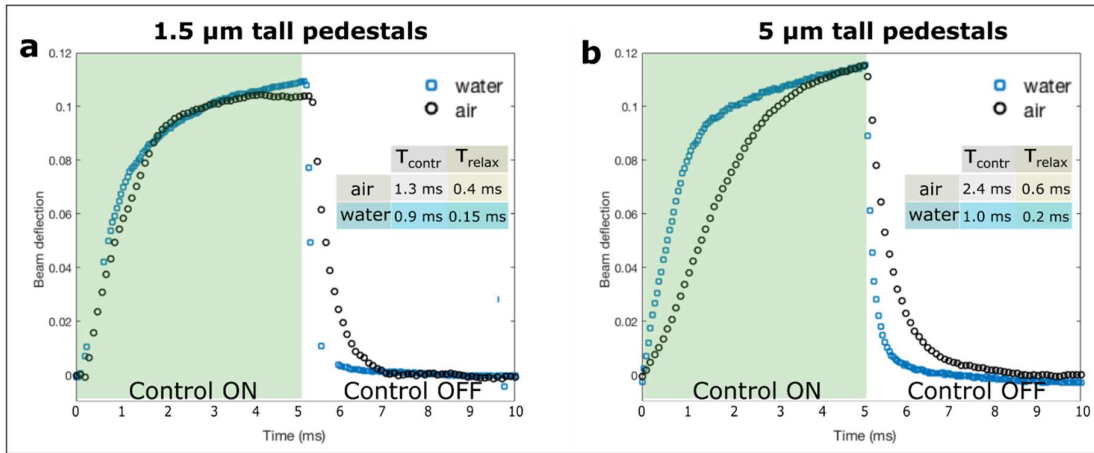 1.5 µm tall pedestals
5 µm tall pedestals
a
0.12
0.1
0.08
0.06
0.04
0.02
0
Beam deflection
water
air
T_contr T_relax
air 1.3 ms 0.4 ms
water 0.9 ms 0.15 ms
Control ON Control OFF
0 1 2 3 4 5 6 7 8 9 10
Time (ms)
b
0.12
0.1
0.08
0.06
0.04
0.02
0
Beam deflection
water
air
T_contr T_relax
air 2.4 ms 0.6 ms
water 1.0 ms 0.2 ms
Control ON Control OFF
0 1 2 3 4 5 6 7 8 9 10
Time (ms)